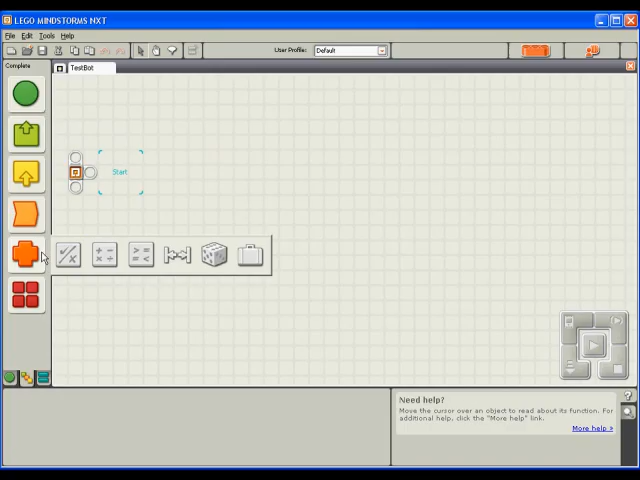 LEGO MINDSTORMS NXT
File Edit Tools Help
User Profile: Default
Complete
TestBot
Start
Need help?
Move the cursor over an object to read about its function. For
additional help, click the "More help" link.
More help »